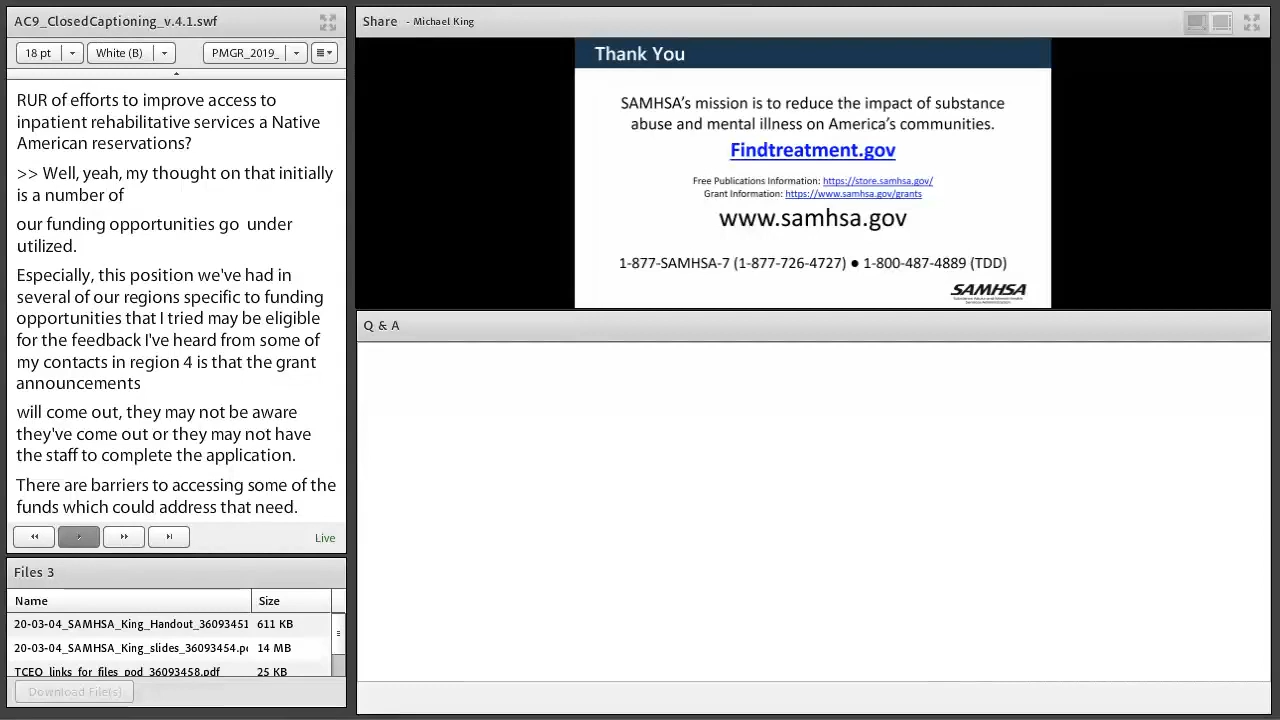 AC9_ClosedCaptioning_v.4.1.swf
18 pt
White (B)
PMGR_2019_
RUR of efforts to improve access to
inpatient rehabilitative services a Native
American reservations?
>> Well, yeah, my thought on that initially
is a number of
our funding opportunities go under
utilized.
Especially, this position we've had in
several of our regions specific to funding
opportunities that I tried may be eligible
for the feedback I've heard from some of
my contacts in region 4 is that the grant
announcements
will come out, they may not be aware
they've come out or they may not have
the staff to complete the application.
There are barriers to accessing some of the
funds which could address that need.
Live
Files 3
Name Size
20-03-04_SAMHSA_King_Handout_36093451 611 KB
20-03-04_SAMHSA_King_slides_36093454.pc 14 MB
TCEO_links_for_files_pod_36093458.pdf 25 KB
Download File(s)
Share - Michael King
Thank You
SAMHSA's mission is to reduce the impact of substance
abuse and mental illness on America's communities.
Findtreatment.gov
Free Publications Information: https://store.samhsa.gov/
Grant Information: https://www.samhsa.gov/grants
www.samhsa.gov
1-877-SAMHSA-7 (1-877-726-4727) ● 1-800-487-4889 (TDD)
SAMHSA
Q & A